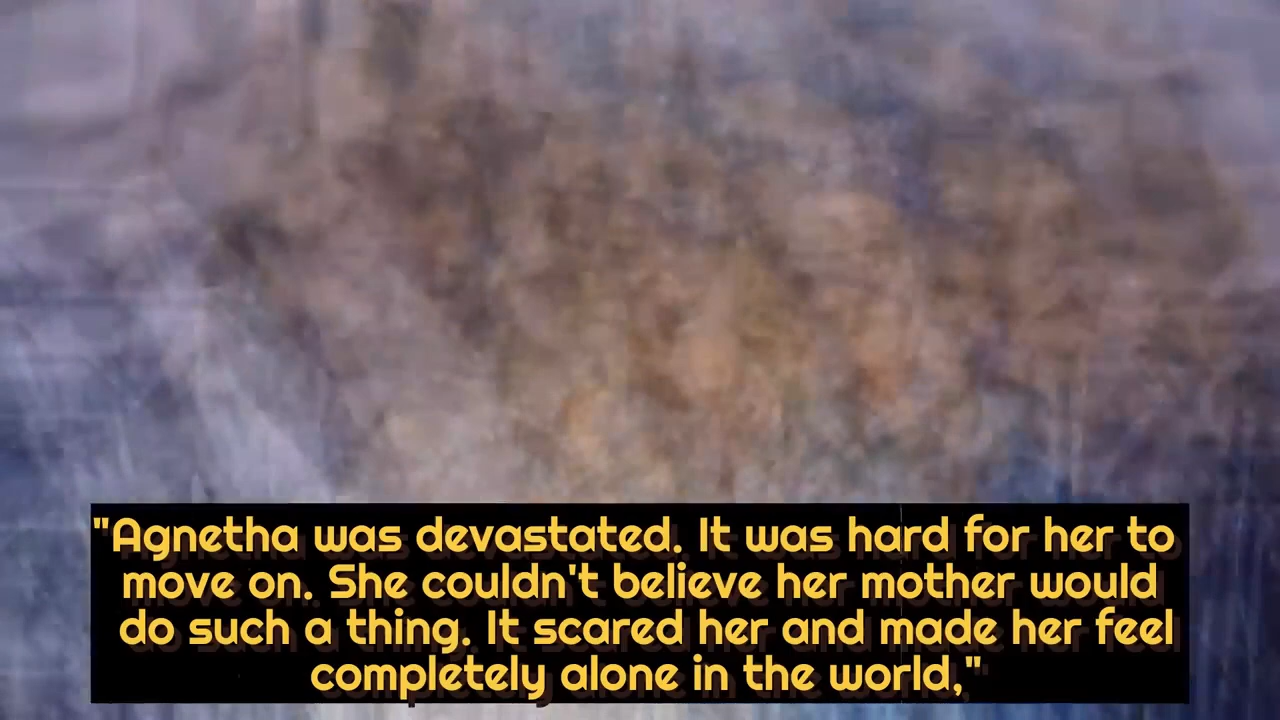 "Agnetha was devastated. It was hard for her to
move on. She couldn't believe her mother would
do such a thing. It scared her and made her feel
completely alone in the world,"